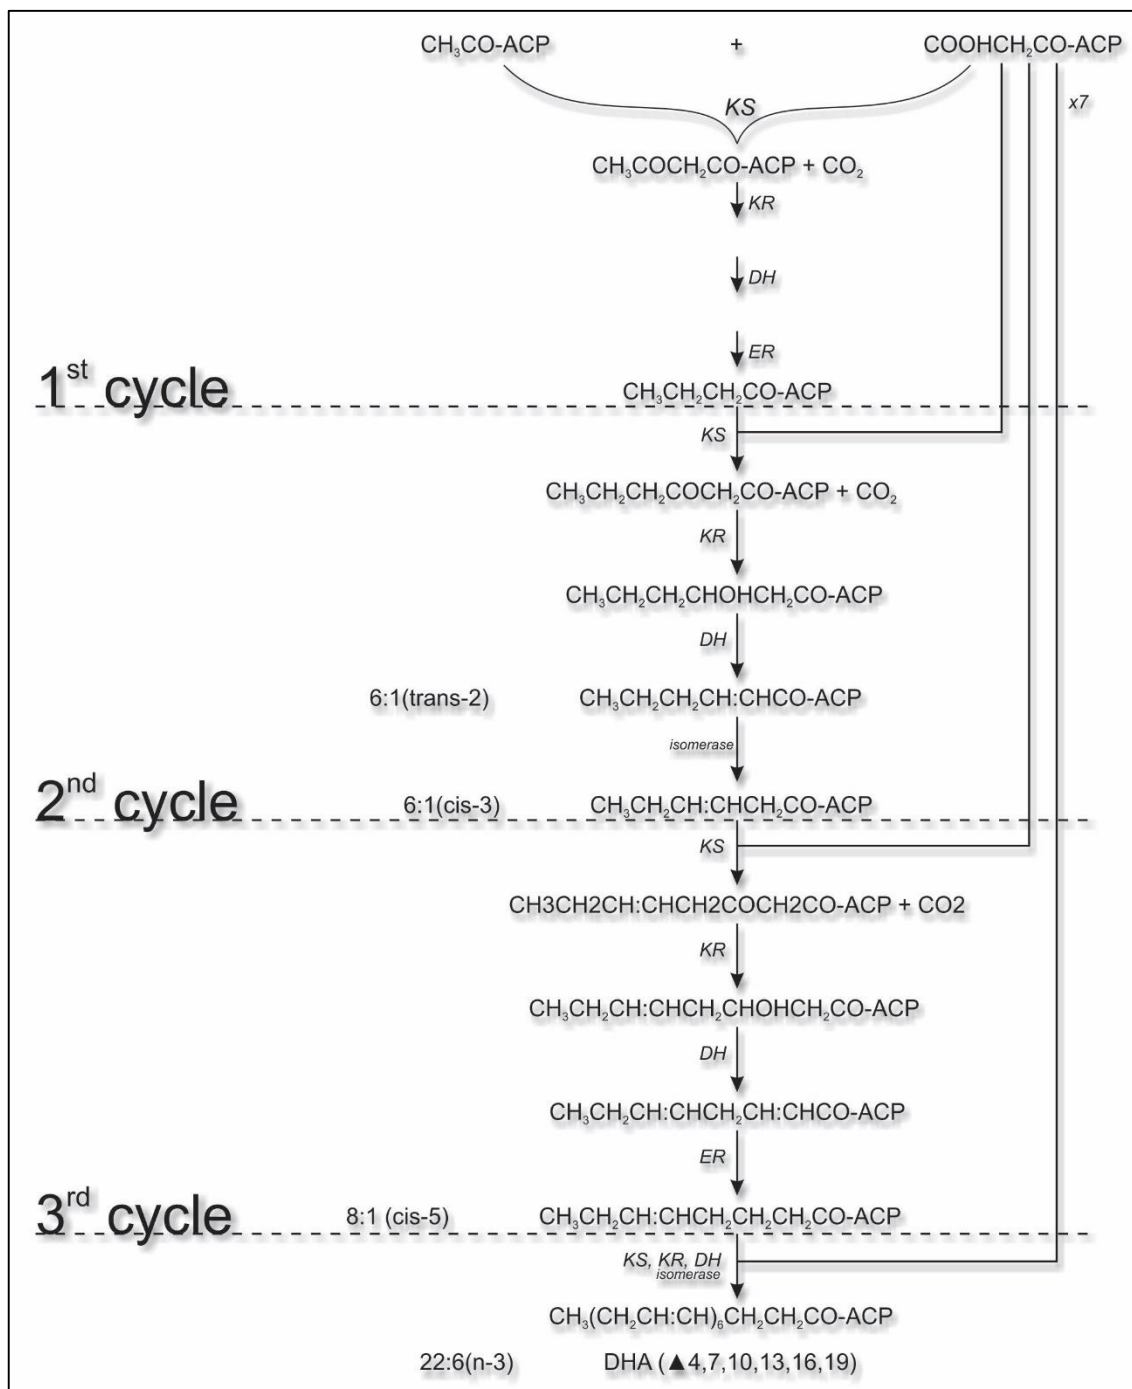 CH₃CO-ACP + COOHCH₂CO-ACP
x7
KS
CH₃COCH₂CO-ACP + CO₂
KR
DH
ER
1st cycle
CH₃CH₂CH₂CO-ACP
KS
CH₃CH₂CH₂COCH₂CO-ACP + CO₂
KR
CH₃CH₂CH₂CHOHCH₂CO-ACP
DH
6:1(trans-2) CH₃CH₂CH₂CH:CHCO-ACP
isomerase
2nd cycle
6:1(cis-3) CH₃CH₂CH:CHCH₂CO-ACP
KS
CH3CH2CH:CHCH2COCH2CO-ACP + CO2
KR
CH₃CH₂CH:CHCH₂CHOHCH₂CO-ACP
DH
CH₃CH₂CH:CHCH₂CH:CHCO-ACP
ER
3rd cycle
8:1 (cis-5) CH₃CH₂CH:CHCH₂CH₂CH₂CO-ACP
KS, KR, DH
isomerase
CH₃(CH₂CH:CH)₆CH₂CH₂CO-ACP
22:6(n-3) DHA (▲4,7,10,13,16,19)